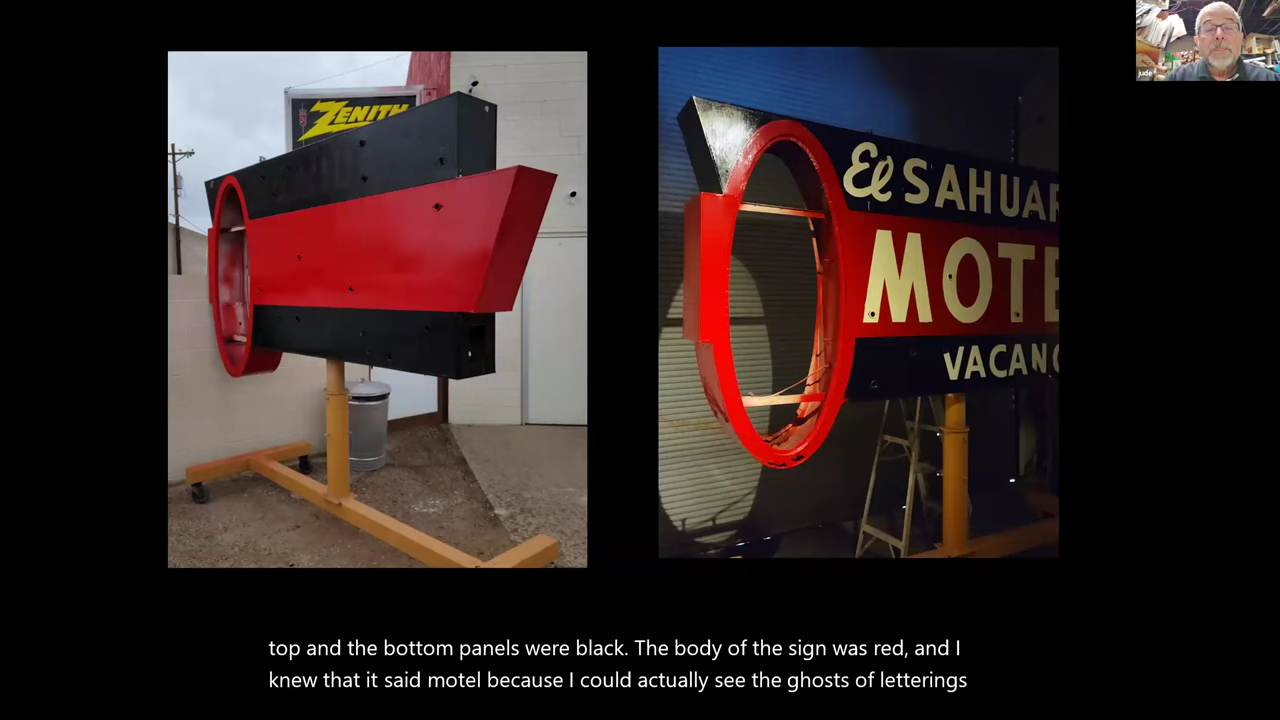 jude
ZENITH
El SAHUAR
MOTE
VACANC
top and the bottom panels were black. The body of the sign was red, and I
knew that it said motel because I could actually see the ghosts of letterings